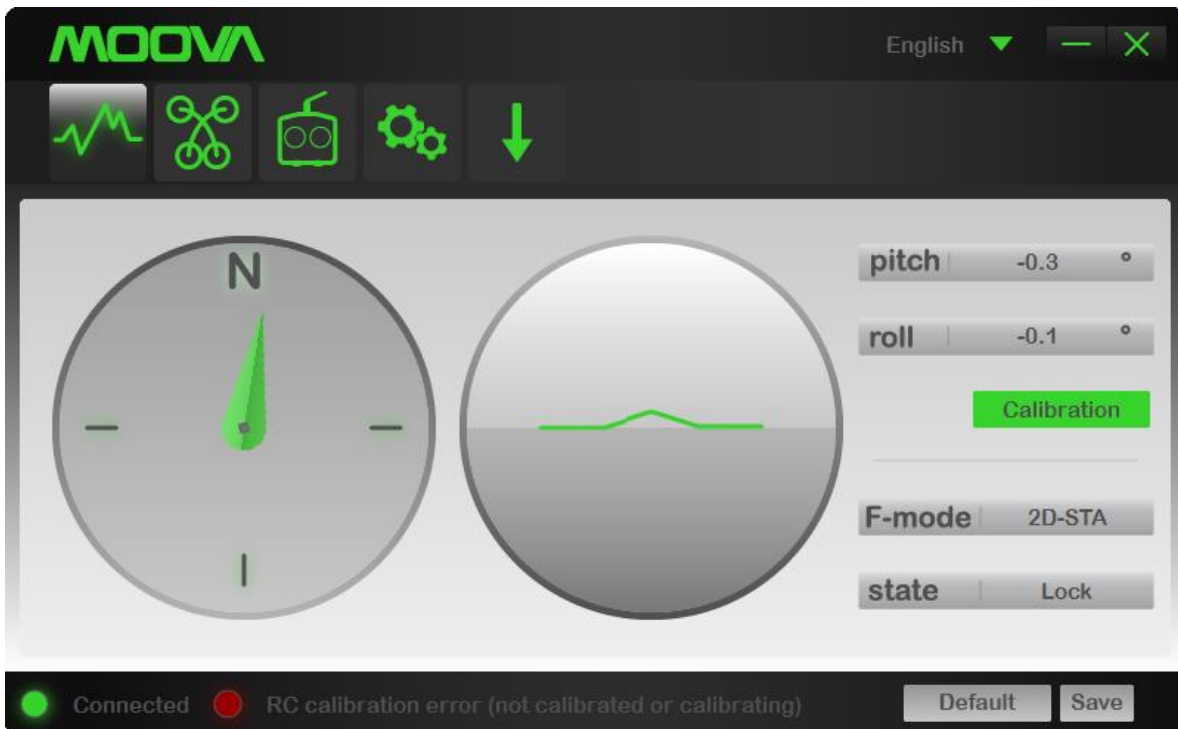 MOOVA
English
N
pitch -0.3 °
roll -0.1 °
Calibration
F-mode 2D-STA
state Lock
Connected RC calibration error (not calibrated or calibrating) Default Save